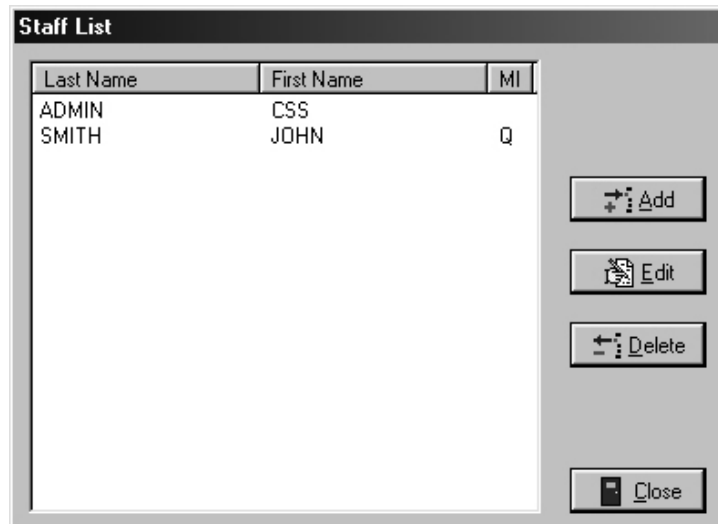 Staff List
Last Name First Name MI
ADMIN CSS
SMITH JOHN Q
Add
Edit
Delete
Close